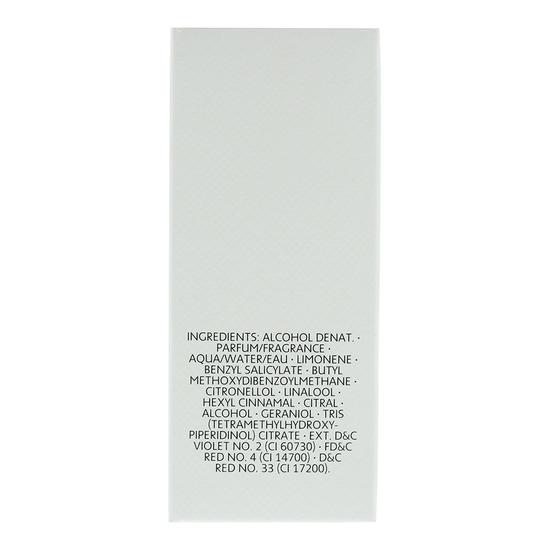 INGREDIENTS: ALCOHOL DENAT. ·
PARFUM/FRAGRANCE ·
AQUA/WATER/EAU · LIMONENE ·
BENZYL SALICYLATE · BUTYL
METHOXYDIBENZOYLMETHANE ·
CITRONELLOL · LINALOOL ·
HEXYL CINNAMAL · CITRAL ·
ALCOHOL · GERANIOL · TRIS
(TETRAMETHYLHYDROXY-
PIPERIDINOL) CITRATE · EXT. D&C
VIOLET NO. 2 (CI 60730) · FD&C
RED NO. 4 (CI 14700) · D&C
RED NO. 33 (CI 17200).